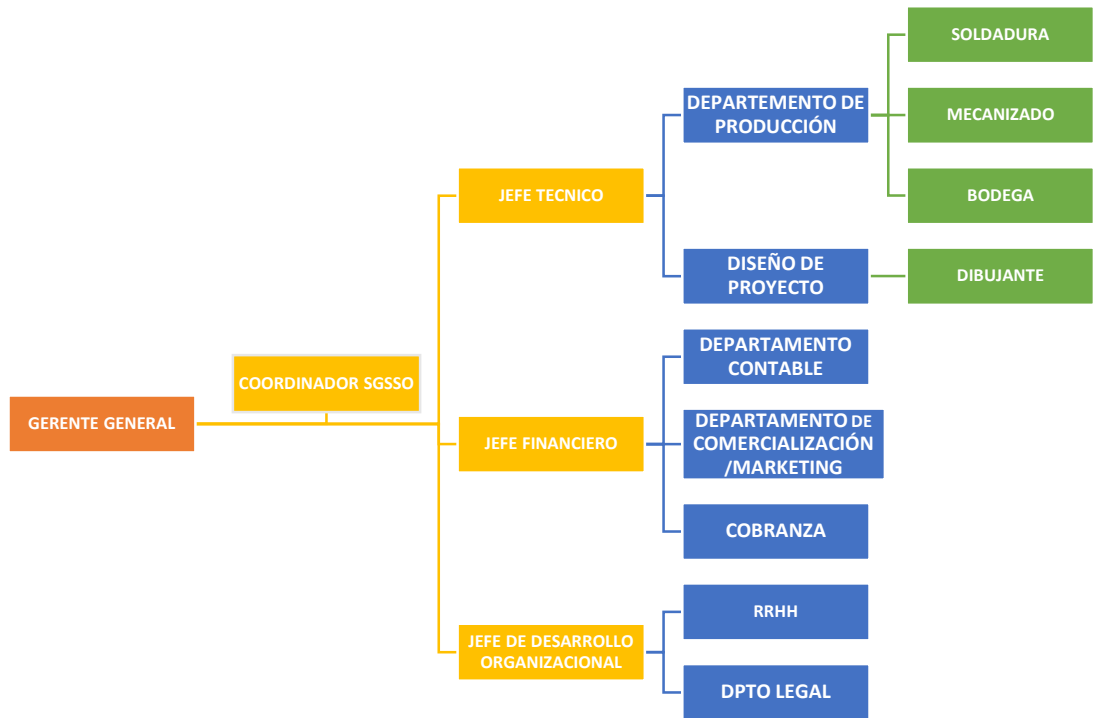 GERENTE GENERAL
COORDINADOR SGSSO
JEFE TECNICO
DEPARTEMENTO DE
PRODUCCIÓN
SOLDADURA
MECANIZADO
BODEGA
DISEÑO DE
PROYECTO
DIBUJANTE
JEFE FINANCIERO
DEPARTAMENTO
CONTABLE
DEPARTAMENTO DE
COMERCIALIZACIÓN
/MARKETING
COBRANZA
JEFE DE DESARROLLO
ORGANIZACIONAL
RRHH
DPTO LEGAL